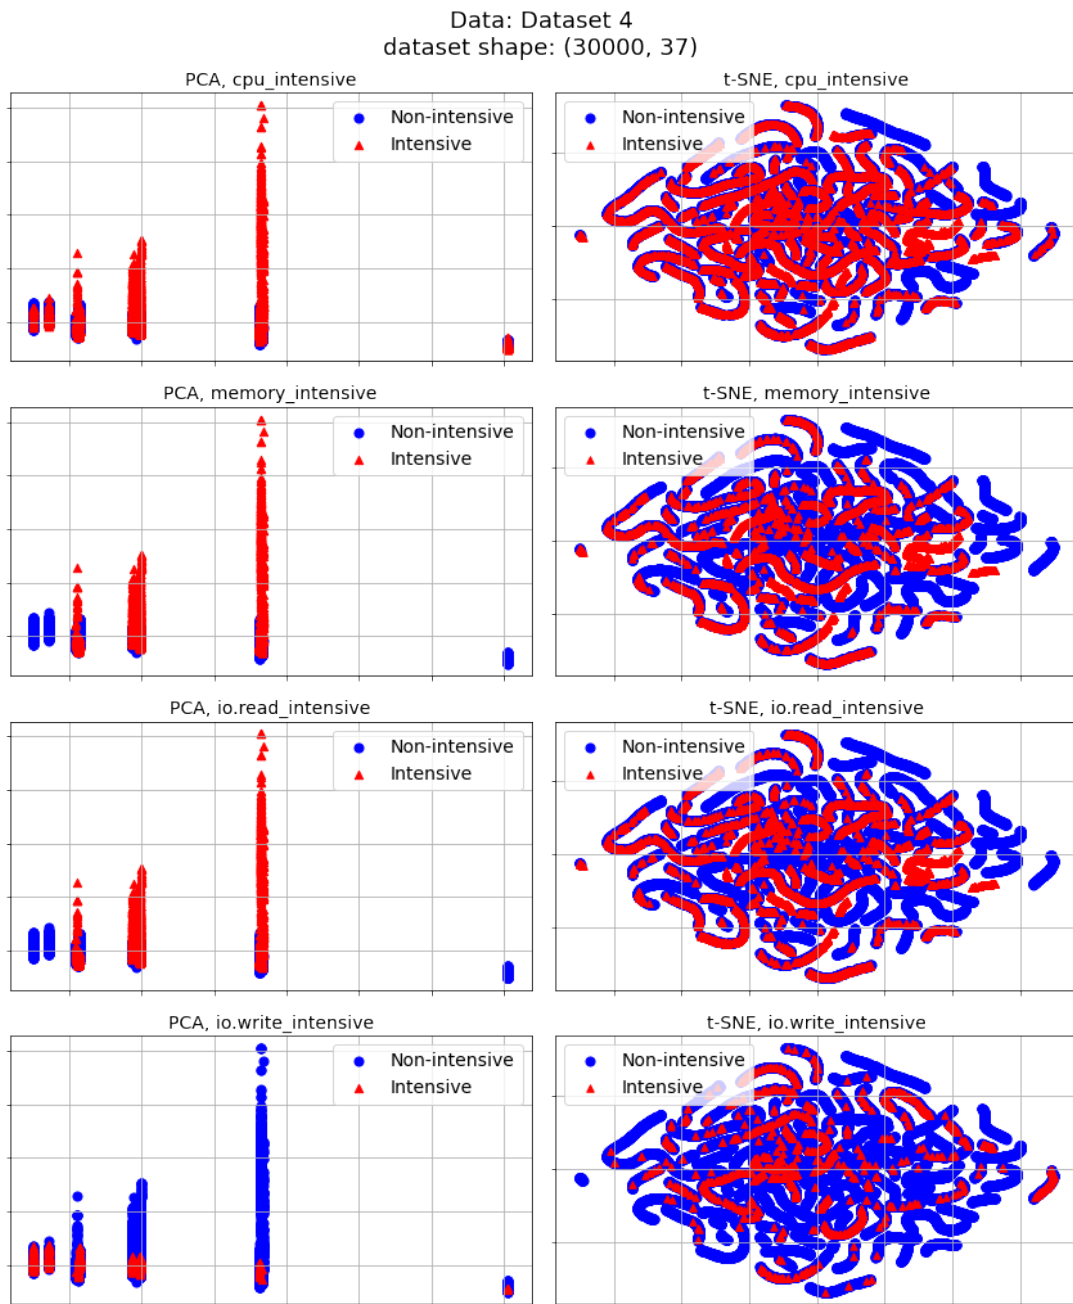 Data: Dataset 4
dataset shape: (30000, 37)
PCA, cpu_intensive
Non-intensive
Intensive
t-SNE, cpu_intensive
Non-intensive
Intensive
PCA, memory_intensive
Non-intensive
Intensive
t-SNE, memory_intensive
Non-intensive
Intensive
PCA, io.read_intensive
Non-intensive
Intensive
t-SNE, io.read_intensive
Non-intensive
Intensive
PCA, io.write_intensive
Non-intensive
Intensive
t-SNE, io.write_intensive
Non-intensive
Intensive